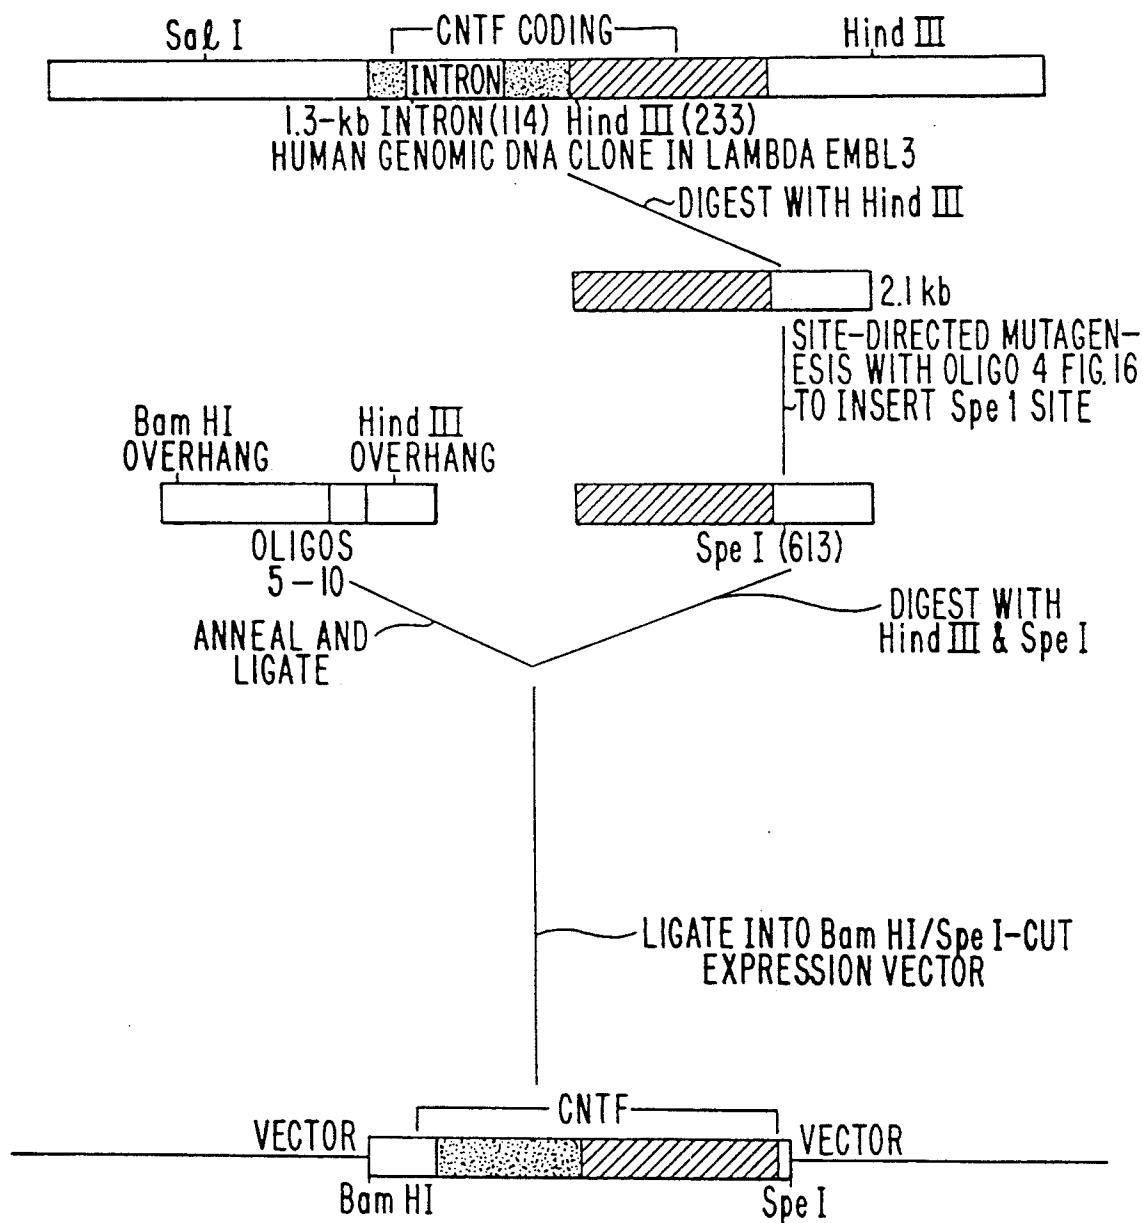 Sal I
CNTF CODING
Hind III
INTRON
1.3-kb INTRON(114) Hind III (233)
HUMAN GENOMIC DNA CLONE IN LAMBDA EMBL3
DIGEST WITH Hind III
2.1 kb
SITE-DIRECTED MUTAGEN-
ESIS WITH OLIGO 4 FIG.16
TO INSERT Spe 1 SITE
Bam HI
OVERHANG
Hind III
OVERHANG
OLIGOS
5-10
Spe I (613)
ANNEAL AND
LIGATE
DIGEST WITH
Hind III & Spe I
LIGATE INTO Bam HI/Spe I-CUT
EXPRESSION VECTOR
CNTF
VECTOR
VECTOR
Bam HI
Spe I